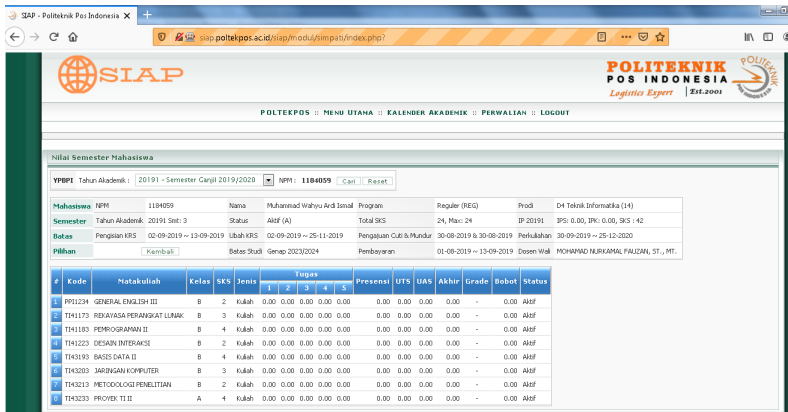 SIAP - Politeknik Pos Indonesia
siap.poltekpos.ac.id/siap/modul/simpati/index.php?
SIAP
POLITEKNIK
POS INDONESIA
Logistics Expert | Est.2001
POLITEKNIK
POLTEKPOS :: MENU UTAMA :: KALENDER AKADEMIK :: PERWALIAN :: LOGOUT
Nilai Semester Mahasiswa
YPBPI Tahun Akademik : 20191 - Semester Ganjil 2019/2020 NPM : 1184059 Cari Reset
Mahasiswa NPM 1184059 Nama Muhammad Wahyu Ardi Ismail Program Reguler (REG) Prodi D4 Teknik Informatika (14)
Semester Tahun Akademik 20191 Smt: 3 Status Aktif (A) Total SKS 24, Max: 24 IP 20191 IPS: 0.00, IPK: 0.00, SKS : 42
Batas Pengisian KRS 02-09-2019 ~ 13-09-2019 Ubah KRS 02-09-2019 ~ 25-11-2019 Pengajuan Cuti & Mundur 30-08-2019 & 30-08-2019 Perkuliahan 30-09-2019 ~ 25-12-2020
Pilihan Kembali Batas Studi Genap 2023/2024 Pembayaran 01-08-2019 ~ 13-09-2019 Dosen Wali MOHAMAD NURKAMAL FAUZAN, ST., MT.
# Kode Matakuliah Kelas SKS Jenis Tugas Presensi UTS UAS Akhir Grade Bobot Status
1 2 3 4 5
1 PPI1234 GENERAL ENGLISH III B 2 Kuliah 0.00 0.00 0.00 0.00 0.00 0.00 0.00 0.00 0.00 - 0.00 Aktif
2 TI41173 REKAYASA PERANGKAT LUNAK B 3 Kuliah 0.00 0.00 0.00 0.00 0.00 0.00 0.00 0.00 0.00 - 0.00 Aktif
3 TI41183 PEMROGRAMAN II B 4 Kuliah 0.00 0.00 0.00 0.00 0.00 0.00 0.00 0.00 0.00 - 0.00 Aktif
4 TI41223 DESAIN INTERAKSI B 2 Kuliah 0.00 0.00 0.00 0.00 0.00 0.00 0.00 0.00 0.00 - 0.00 Aktif
5 TI43193 BASIS DATA II B 4 Kuliah 0.00 0.00 0.00 0.00 0.00 0.00 0.00 0.00 0.00 - 0.00 Aktif
6 TI43203 JARINGAN KOMPUTER B 3 Kuliah 0.00 0.00 0.00 0.00 0.00 0.00 0.00 0.00 0.00 - 0.00 Aktif
7 TI43213 METODOLOGI PENELITIAN B 2 Kuliah 0.00 0.00 0.00 0.00 0.00 0.00 0.00 0.00 0.00 - 0.00 Aktif
8 TI43233 PROYEK TI II A 4 Kuliah 0.00 0.00 0.00 0.00 0.00 0.00 0.00 0.00 0.00 - 0.00 Aktif